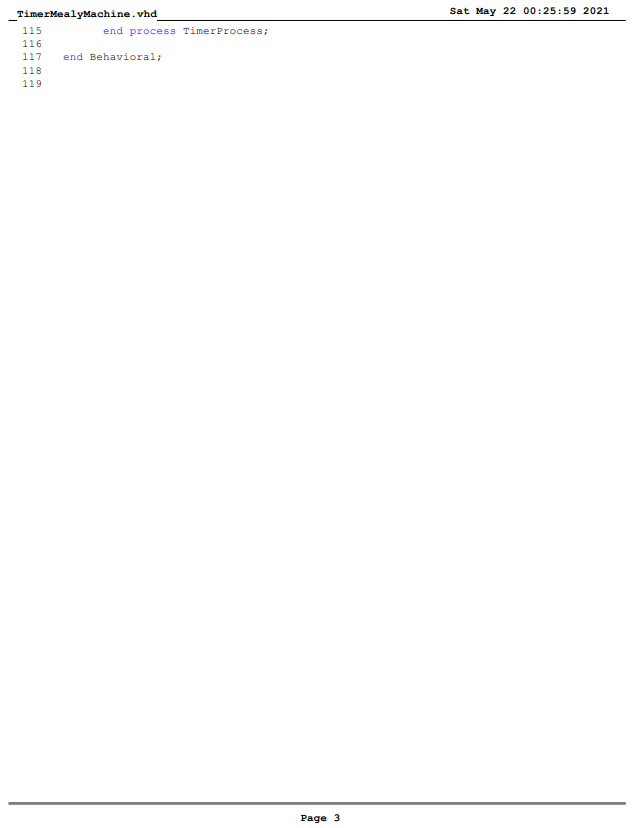 TimerMealyMachine.vhd Sat May 22 00:25:59 2021
115 end process TimerProcess;
116
117 end Behavioral;
118
119
Page 3